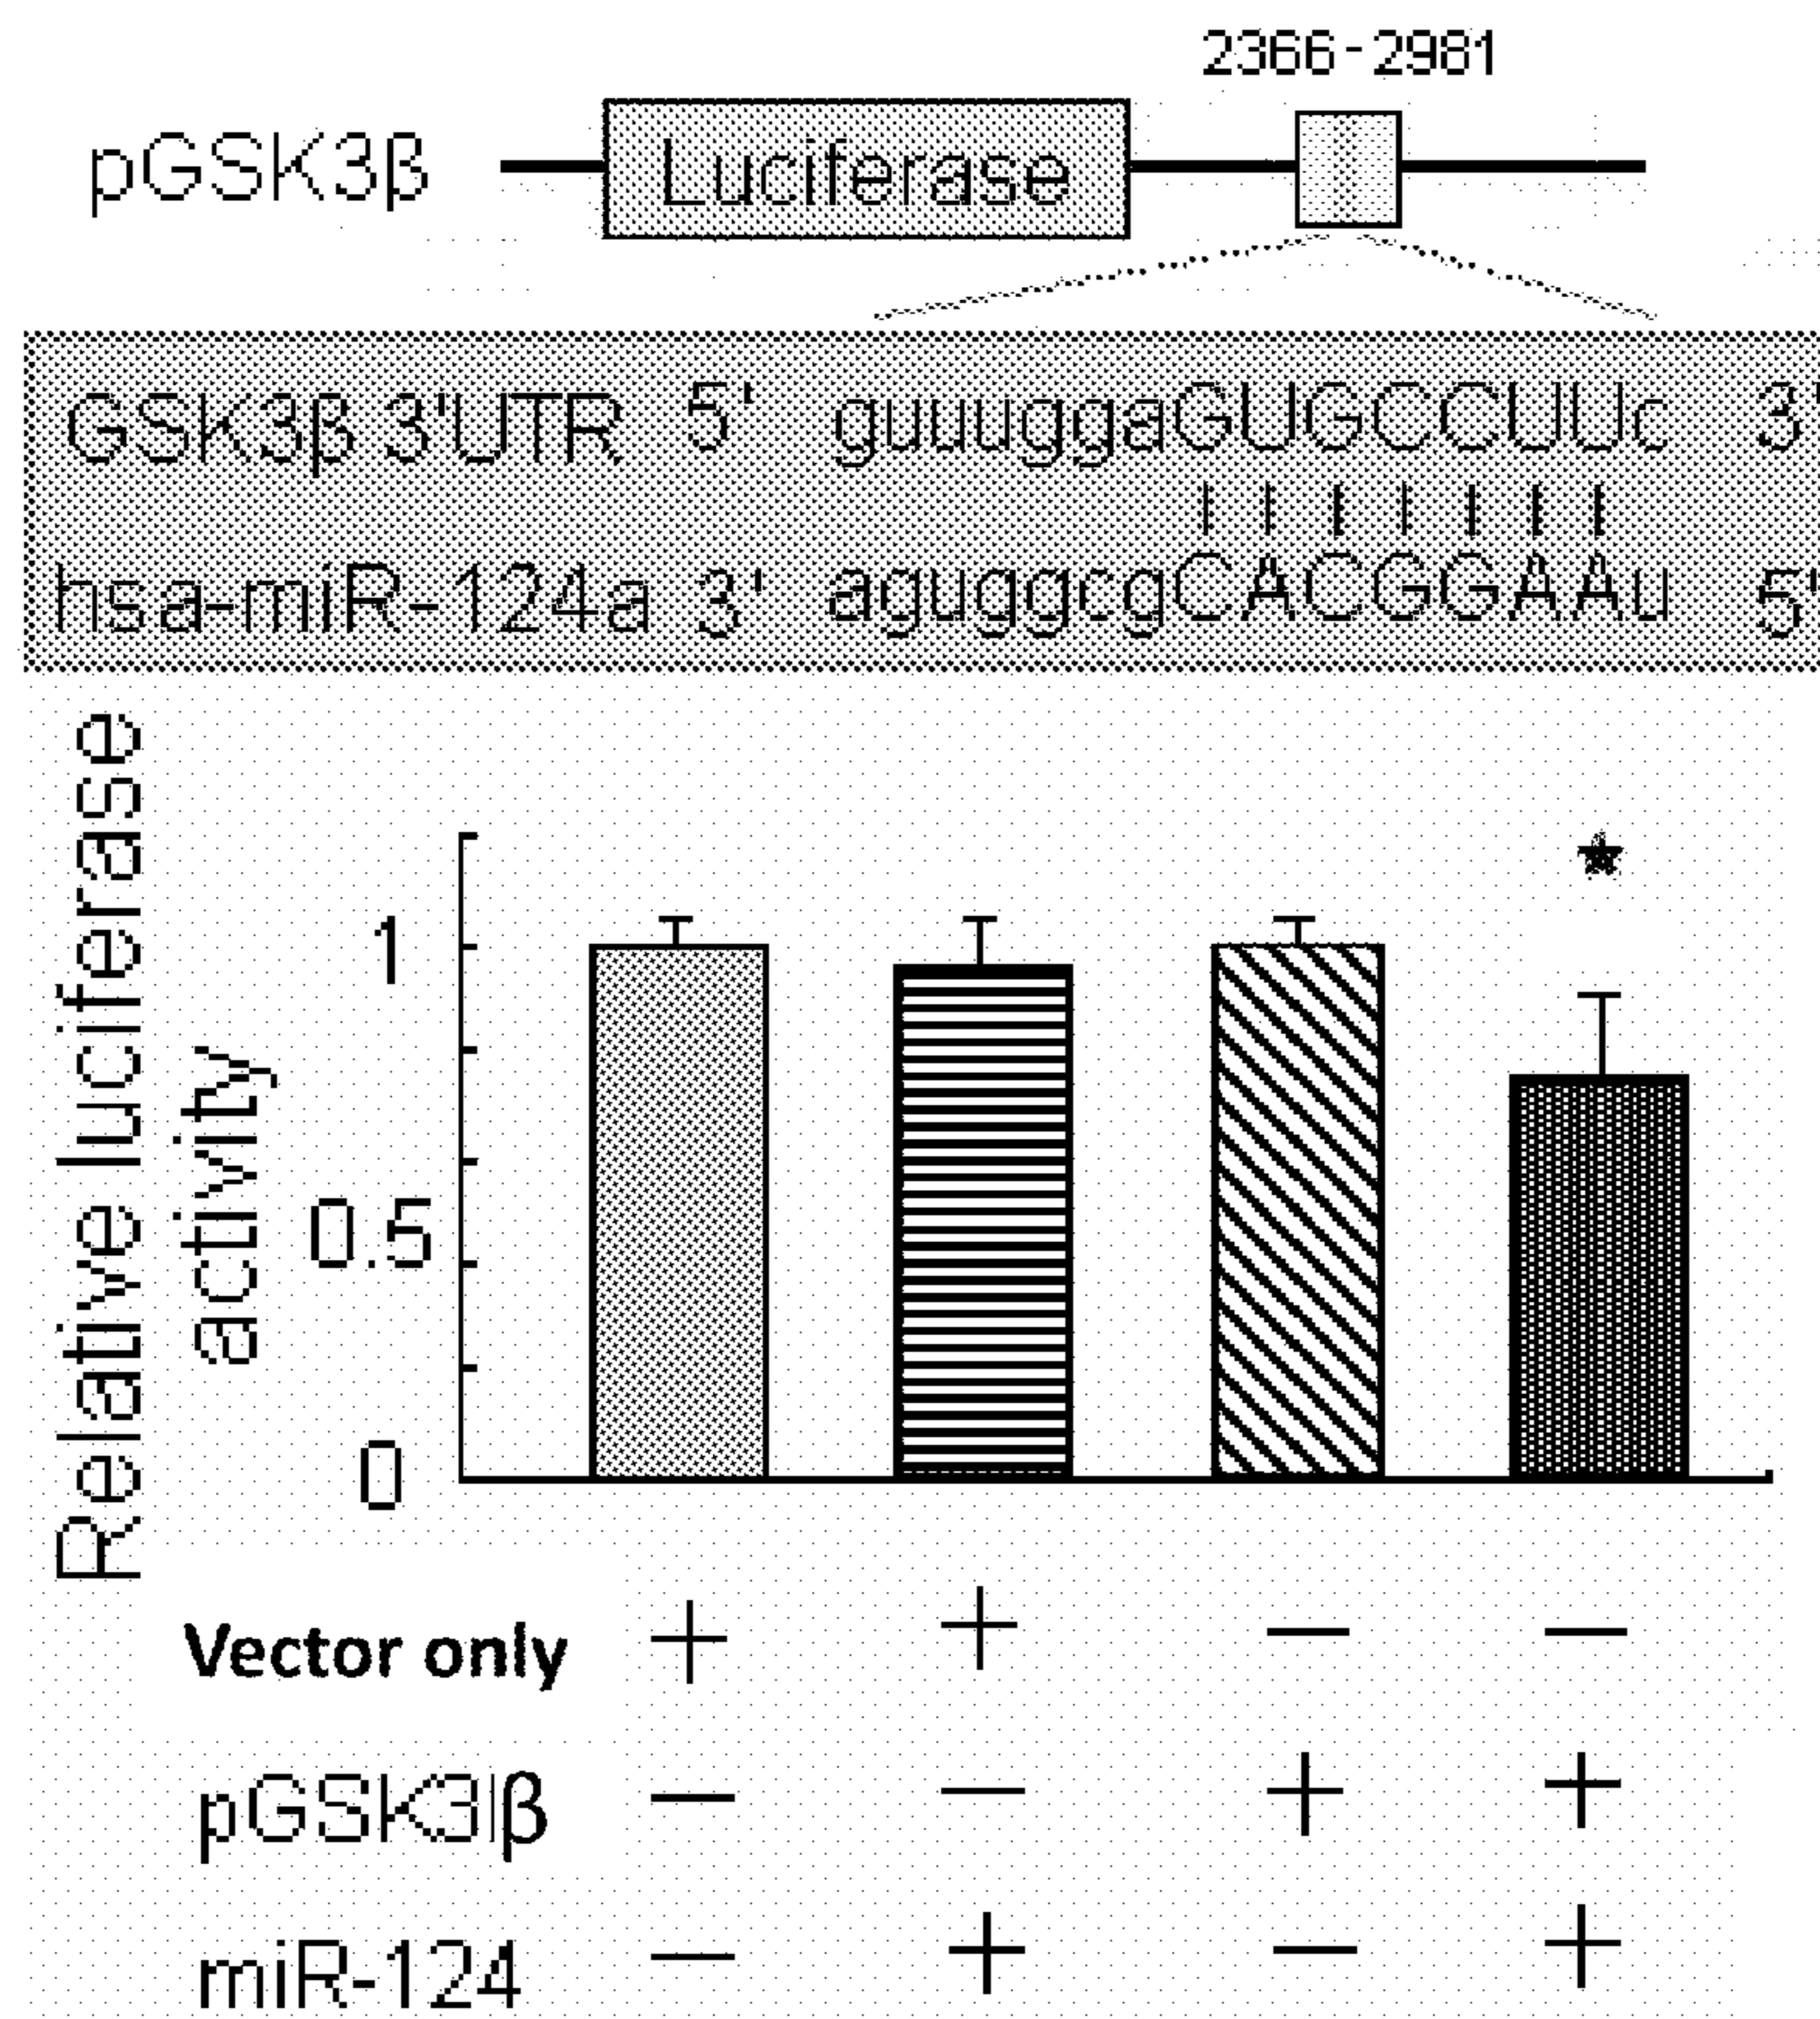 2366-2981
pGSK3β Luciferase
GSK3β 3'UTR 5' guuuggaGUGCCUUc 3'
hsa-miR-124a 3' aguggcgCACGGAAu 5'
Relative luciferase
activity
1
0.5
0
Vector only + + − −
pGSK3β − − + +
miR-124 − + − +